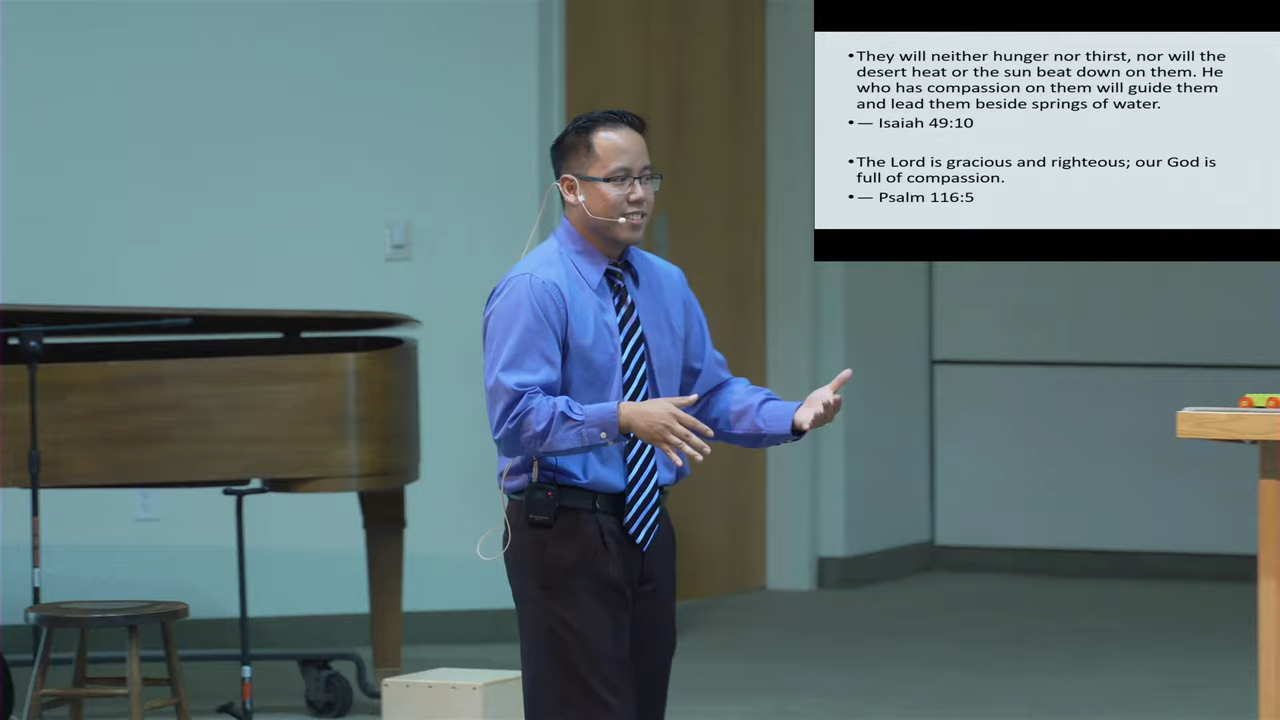 •They will neither hunger nor thirst, nor will the
desert heat or the sun beat down on them. He
who has compassion on them will guide them
and lead them beside springs of water.
•— Isaiah 49:10
•The Lord is gracious and righteous; our God is
full of compassion.
•— Psalm 116:5